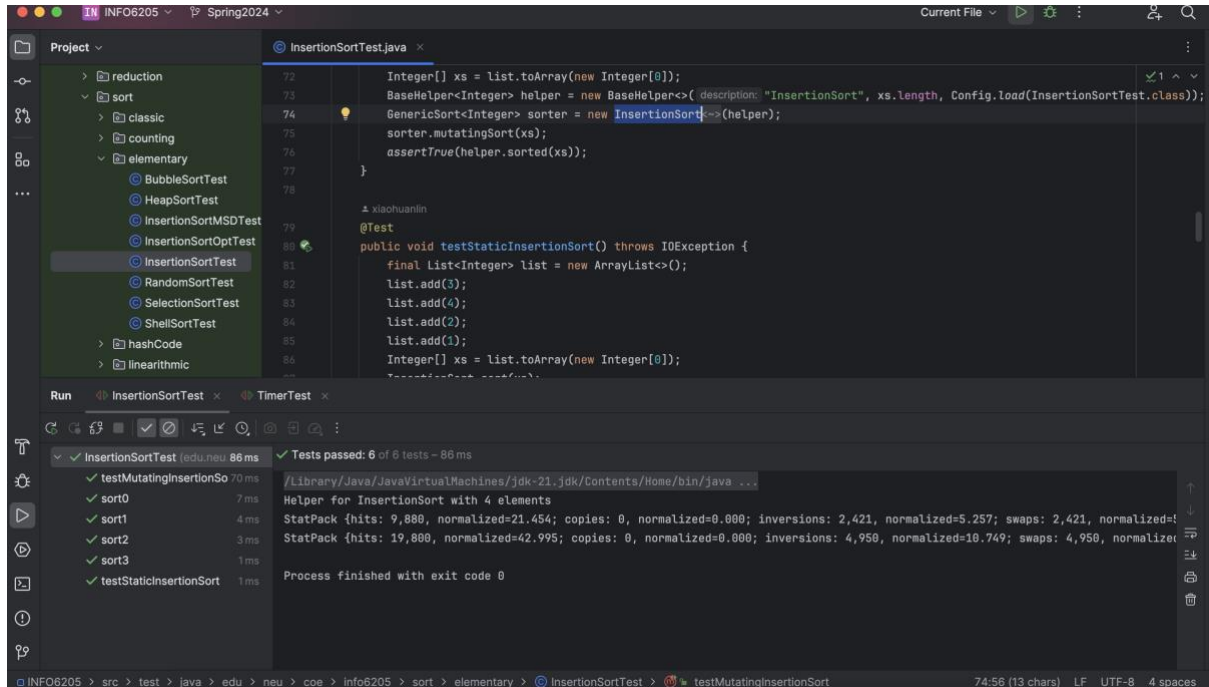 IN INFO6205 Spring2024 Current File
Project
InsertionSortTest.java
reduction
sort
classic
counting
elementary
BubbleSortTest
HeapSortTest
InsertionSortMSDTest
InsertionSortOptTest
InsertionSortTest
RandomSortTest
SelectionSortTest
ShellSortTest
hashCode
linearithmic
1
72 Integer[] xs = list.toArray(new Integer[0]);
73 BaseHelper<Integer> helper = new BaseHelper<>( description: "InsertionSort", xs.length, Config.load(InsertionSortTest.class));
74 GenericSort<Integer> sorter = new InsertionSort<~>(helper);
75 sorter.mutatingSort(xs);
76 assertTrue(helper.sorted(xs));
77 }
78
xiaohuanlin
79 @Test
80 public void testStaticInsertionSort() throws IOException {
81 final List<Integer> list = new ArrayList<>();
82 list.add(3);
83 list.add(4);
84 list.add(2);
85 list.add(1);
86 Integer[] xs = list.toArray(new Integer[0]);
Run InsertionSortTest TimerTest
InsertionSortTest (edu.neu 86 ms
testMutatingInsertionSo 70 ms
sort0 7 ms
sort1 4 ms
sort2 3 ms
sort3 1 ms
testStaticInsertionSort 1 ms
Tests passed: 6 of 6 tests – 86 ms
/Library/Java/JavaVirtualMachines/jdk-21.jdk/Contents/Home/bin/java ...
Helper for InsertionSort with 4 elements
StatPack {hits: 9,880, normalized=21.454; copies: 0, normalized=0.000; inversions: 2,421, normalized=5.257; swaps: 2,421, normalized=5
StatPack {hits: 19,800, normalized=42.995; copies: 0, normalized=0.000; inversions: 4,950, normalized=10.749; swaps: 4,950, normalized
Process finished with exit code 0
INFO6205 > src > test > java > edu > neu > coe > info6205 > sort > elementary > InsertionSortTest > testMutatingInsertionSort 74:56 (13 chars) LF UTF-8 4 spaces